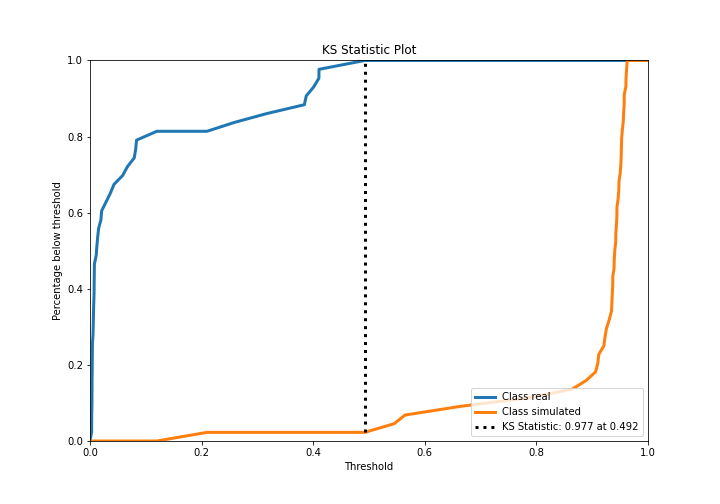 KS Statistic Plot
1.0
0.8
0.6
0.4
0.2
0.0
Percentage below threshold
0.0 0.2 0.4 0.6 0.8 1.0
Threshold
Class real
Class simulated
KS Statistic: 0.977 at 0.492